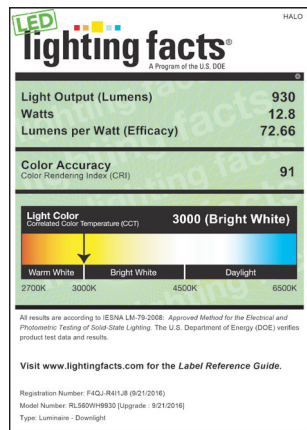 HALO
LED
lighting facts®
A Program of the U.S. DOE
Light Output (Lumens) 930
Watts 12.8
Lumens per Watt (Efficacy) 72.66
Color Accuracy
Color Rendering Index (CRI) 91
Light Color
Correlated Color Temperature (CCT) 3000 (Bright White)
Warm White Bright White Daylight
2700K 3000K 4500K 6500K
All results are according to IESNA LM-79-2008: Approved Method for the Electrical and
Photometric Testing of Solid-State Lighting. The U.S. Department of Energy (DOE) verifies
product test data and results.
Visit www.lightingfacts.com for the Label Reference Guide.
Registration Number: F4QJ-R4I1J8 (9/21/2016)
Model Number: RL560WH9930 [Upgrade : 9/21/2016]
Type: Luminaire - Downlight